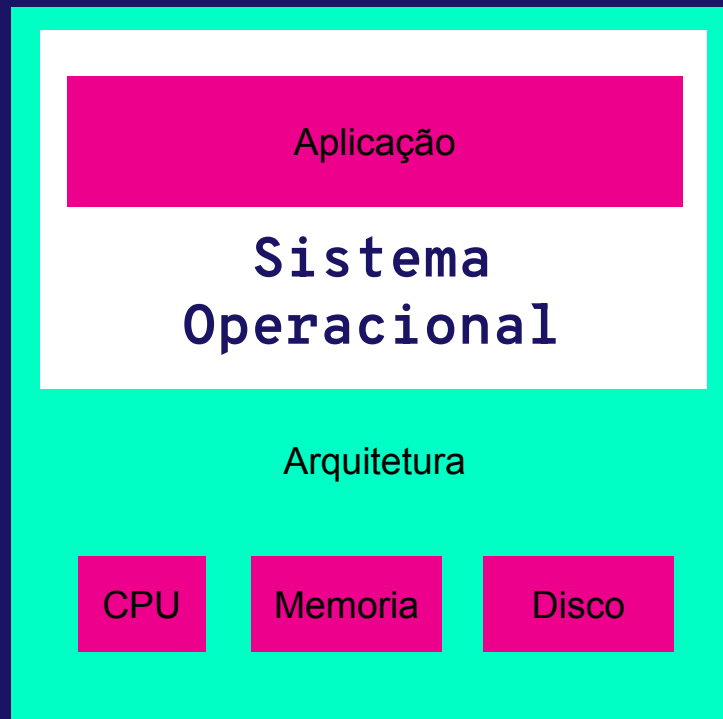 Aplicação
Sistema
Operacional
Arquitetura
CPU Memoria Disco